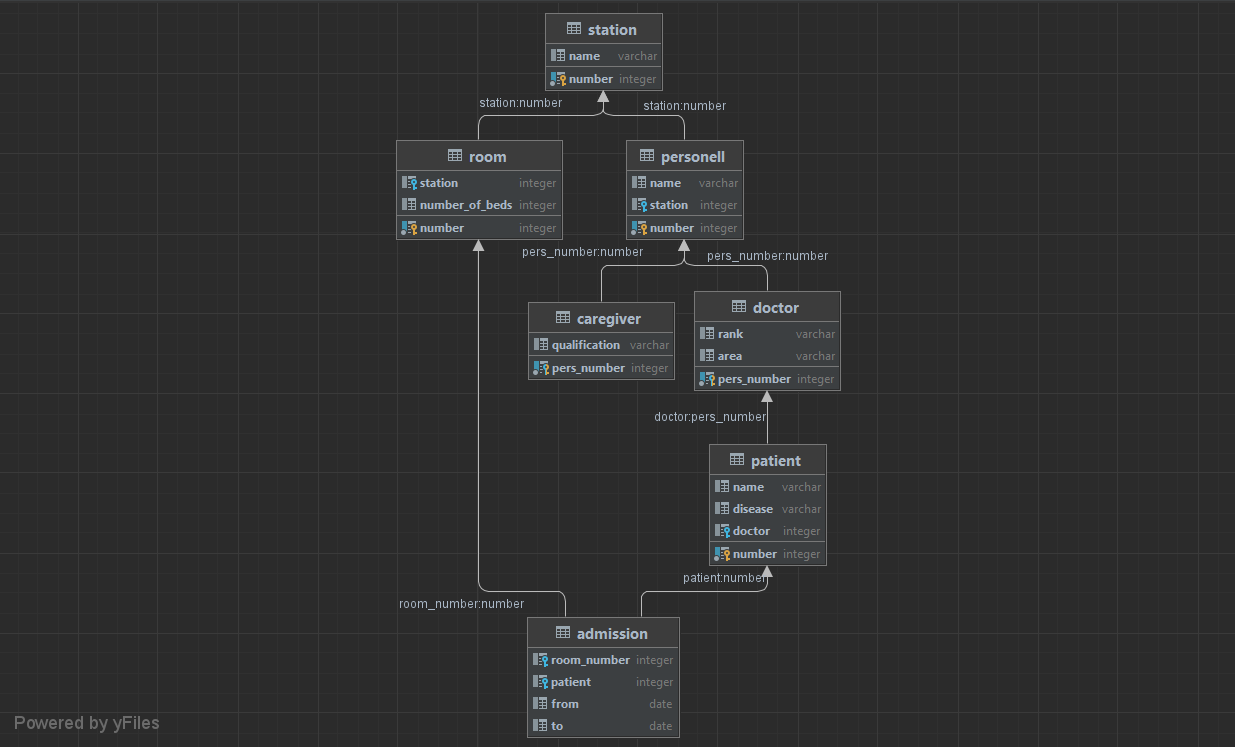 station
name varchar
number integer
station:number
station:number
room
station integer
number_of_beds integer
number integer
personell
name varchar
station integer
number integer
pers_number:number
pers_number:number
caregiver
qualification varchar
pers_number integer
doctor
rank varchar
area varchar
pers_number integer
doctor:pers_number
patient
name varchar
disease varchar
doctor integer
number integer
patient:number
room_number:number
admission
room_number integer
patient integer
from date
to date
Powered by yFiles